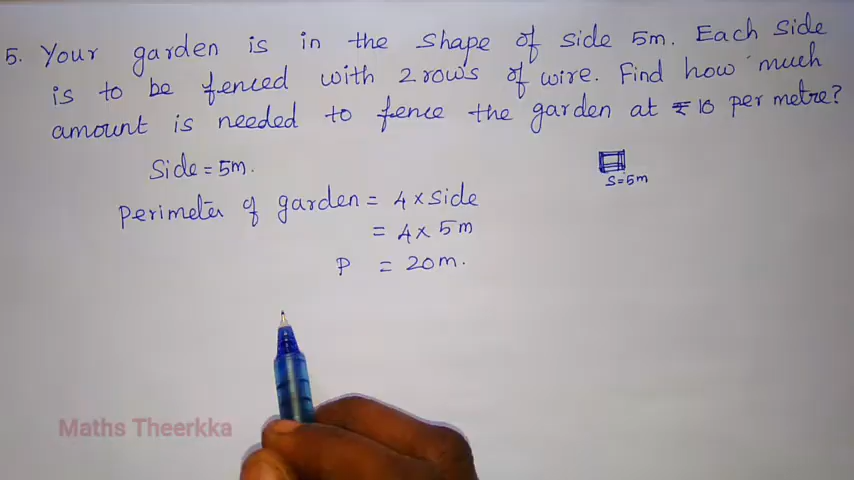 5. Your garden is in the shape of side 5m. Each side
is to be fenced with 2 rows of wire. Find how much
amount is needed to fence the garden at ₹ 10 per metre?
Side = 5m.
S=5m
Perimeter of garden = 4 × side
= 4 × 5m
P = 20m.
Maths Theerkka